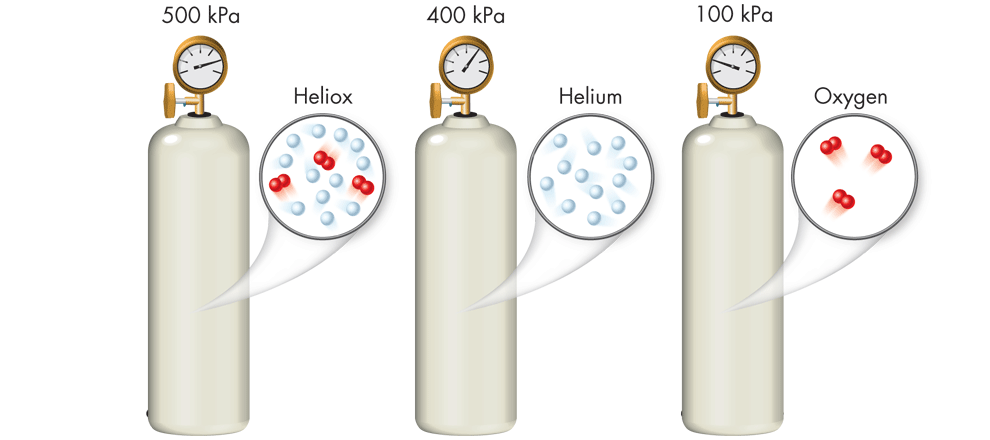 500 kPa
400 kPa
100 kPa
Heliox
Helium
Oxygen